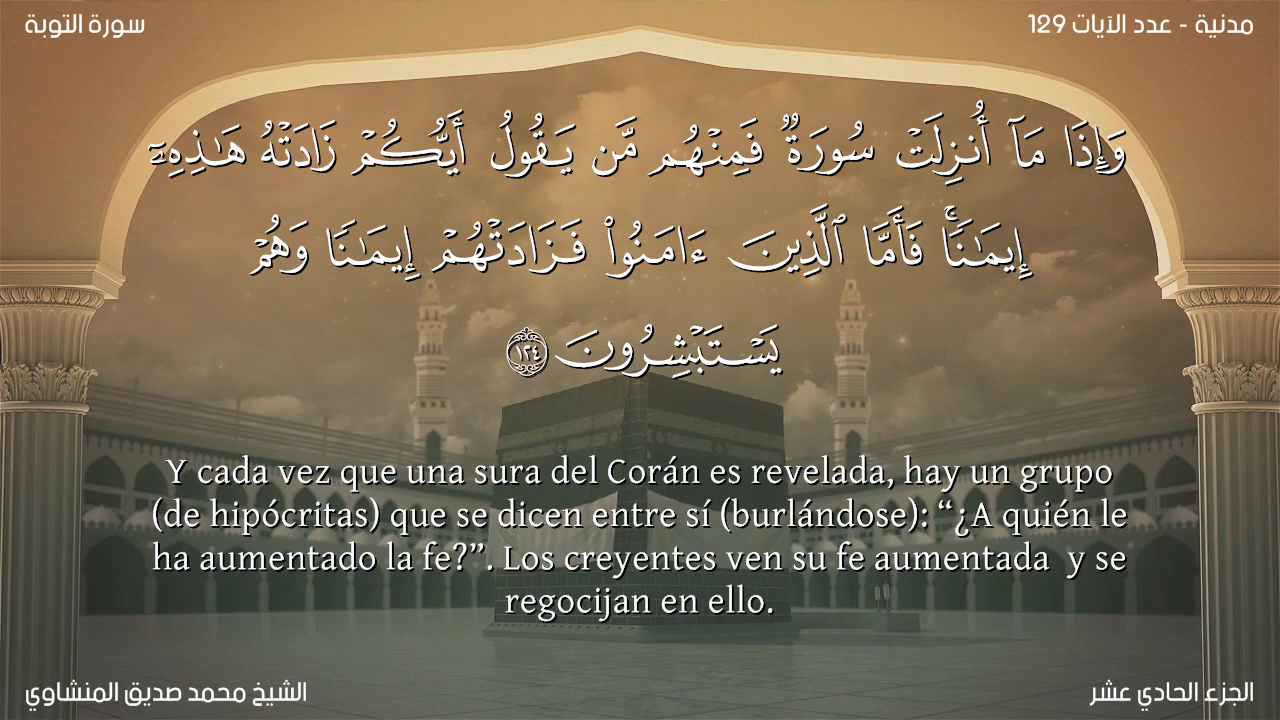 سورة التوبة
مدنية - عدد الآيات 129
وَإِذَا مَآ أُنزِلَتْ سُورَةٌ فَمِنْهُم مَّن يَقُولُ أَيُّكُمْ زَادَتْهُ هَـٰذِهِۦٓ
إِيمَـٰنًۭا ۚ فَأَمَّا ٱلَّذِينَ ءَامَنُوا۟ فَزَادَتْهُمْ إِيمَـٰنًۭا وَهُمْ
يَسْتَبْشِرُونَ ١٢٤
Y cada vez que una sura del Corán es revelada, hay un grupo
(de hipócritas) que se dicen entre sí (burlándose): “¿A quién le
ha aumentado la fe?”. Los creyentes ven su fe aumentada  y se
regocijan en ello.
الشيخ محمد صديق المنشاوي
الجزء الحادي عشر